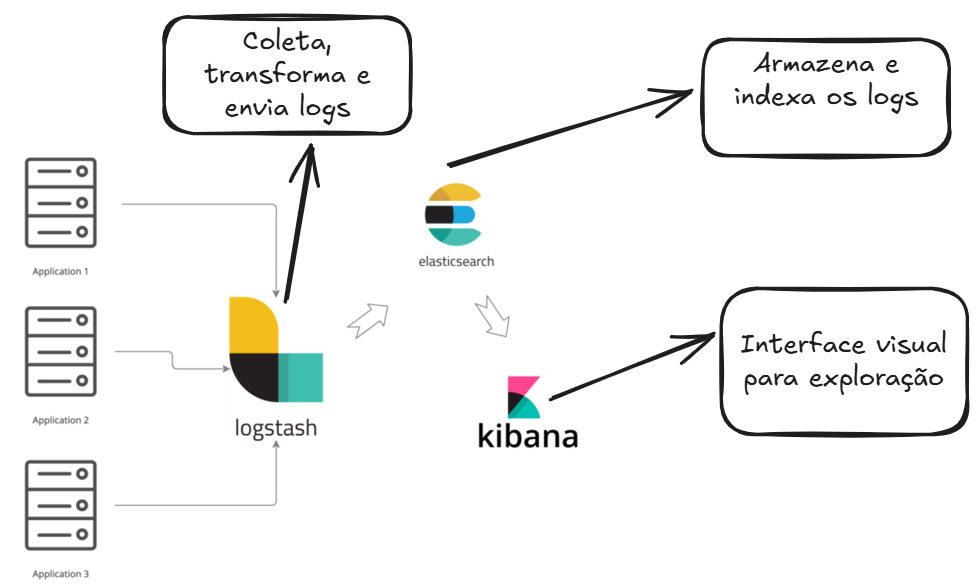 Coleta,
transforma e
envia logs
Armazena e
indexa os logs
elasticsearch
Application 1
Interface visual
para exploração
Application 2
logstash
kibana
Application 3